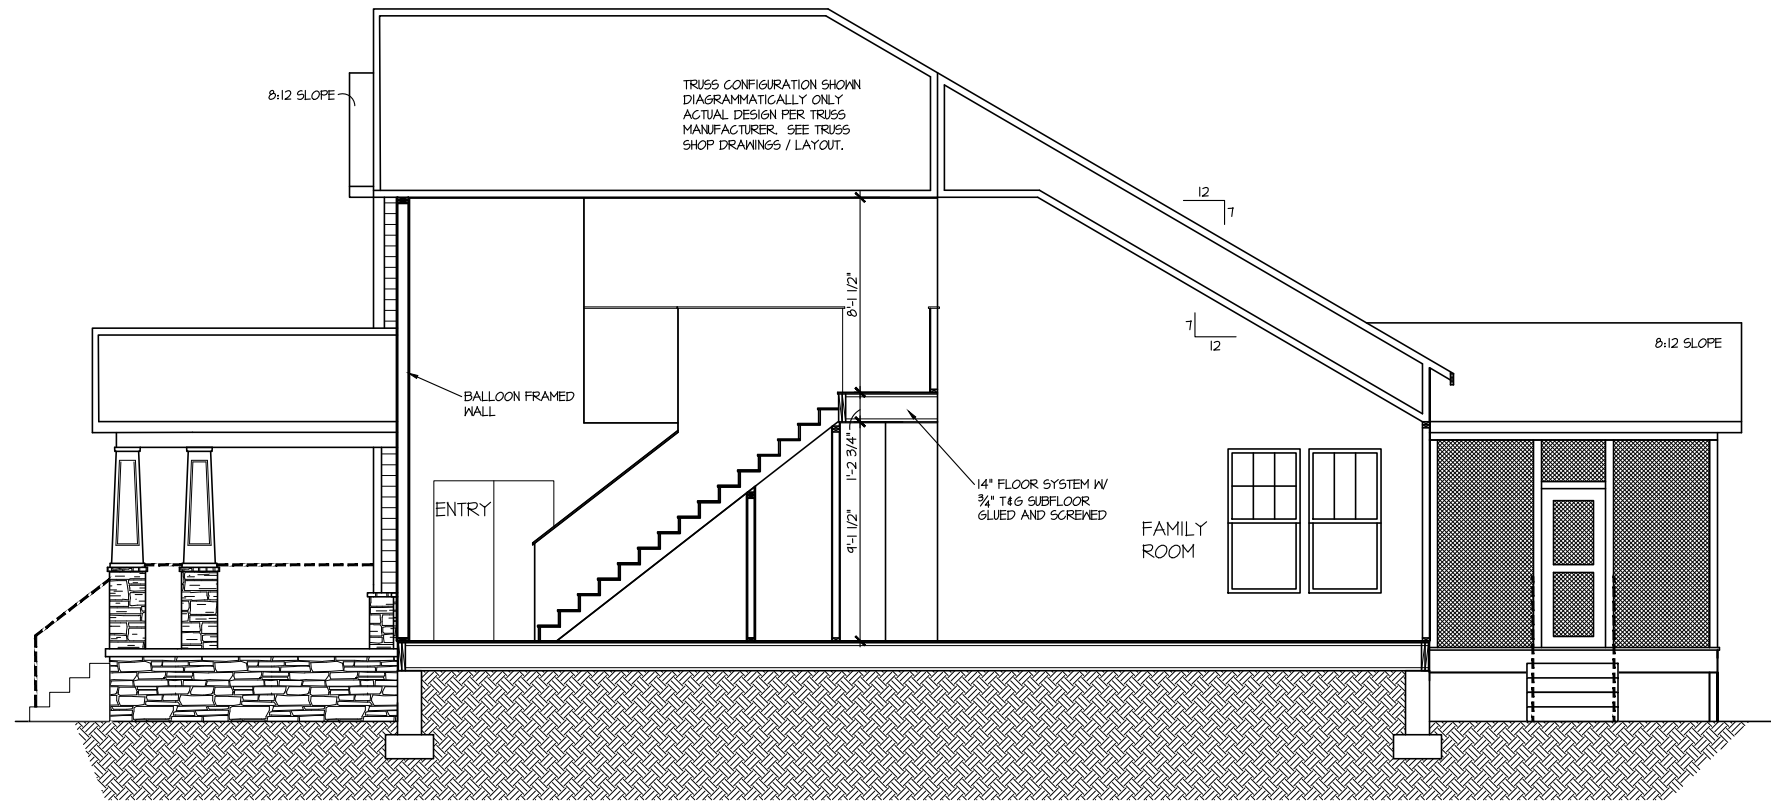 TRUSS CONFIGURATION SHOWN
DIAGRAMMATICALLY ONLY
ACTUAL DESIGN PER TRUSS
MANUFACTURER. SEE TRUSS
SHOP DRAWINGS / LAYOUT.
8:12 SLOPE
12
7
8'-1 1/2"
7
12
8:12 SLOPE
BALLOON FRAMED
WALL
1'-2 3/4"
14" FLOOR SYSTEM W/
3/4" T&G SUBFLOOR
GLUED AND SCREWED
ENTRY
9'-1 1/2"
FAMILY
ROOM